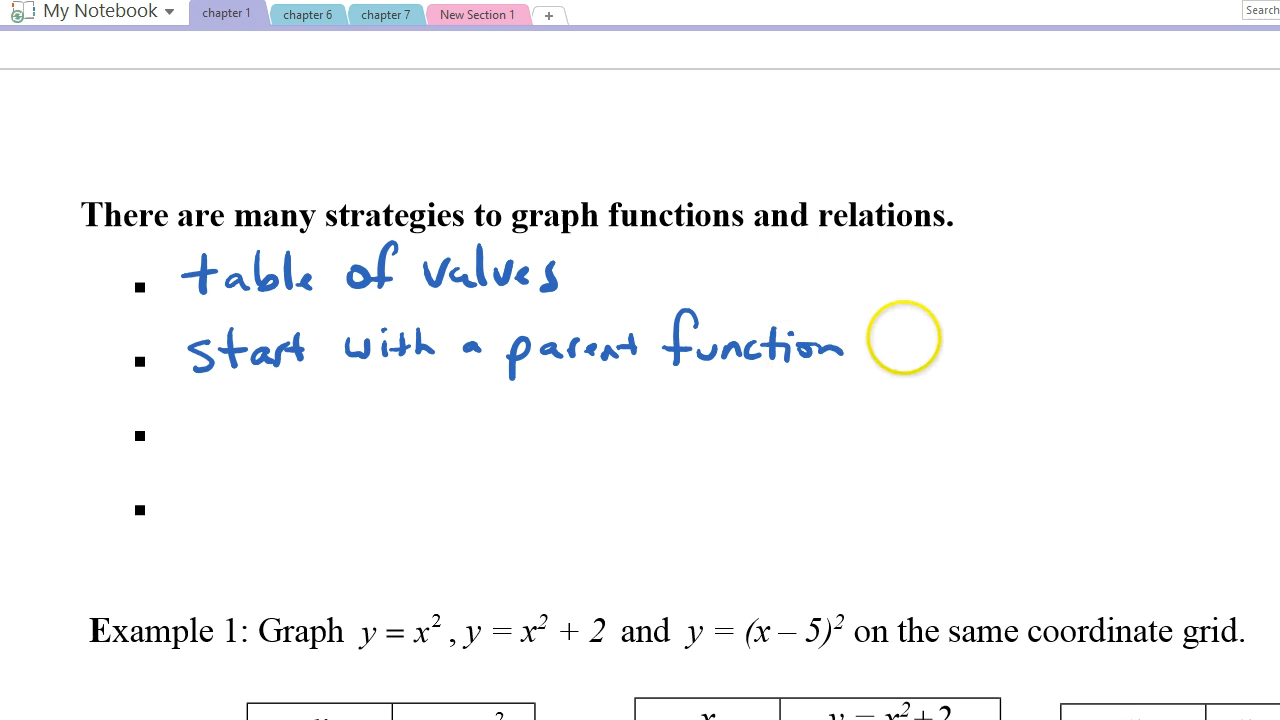 My Notebook chapter 1 chapter 6 chapter 7 New Section 1 + Search
There are many strategies to graph functions and relations.
▪ table of values
▪ start with a parent function
▪
▪
Example 1: Graph y = x² , y = x² + 2 and y = (x – 5)² on the same coordinate grid.
x y = x²+2